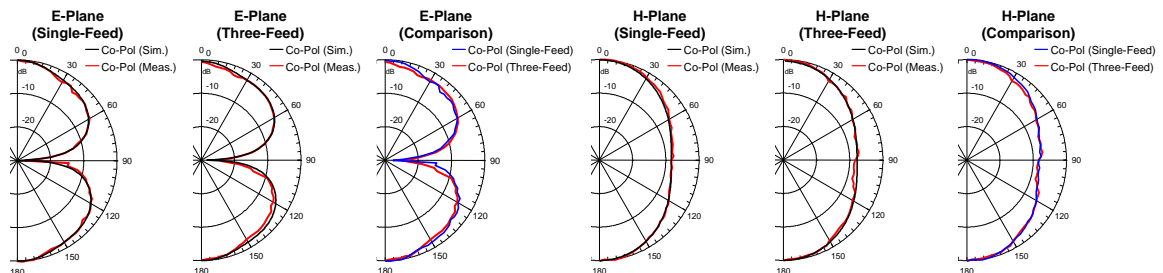 E-Plane
(Single-Feed)
Co-Pol (Sim.)
Co-Pol (Meas.)
0
0
dB
-10
-20
30
60
90
120
150
180
E-Plane
(Three-Feed)
Co-Pol (Sim.)
Co-Pol (Meas.)
0
0
dB
-10
-20
30
60
90
120
150
180
E-Plane
(Comparison)
Co-Pol (Single-Feed)
Co-Pol (Three-Feed)
0
0
dB
-10
-20
30
60
90
120
150
180
H-Plane
(Single-Feed)
Co-Pol (Sim.)
Co-Pol (Meas.)
0
0
dB
-10
-20
30
60
90
120
150
180
H-Plane
(Three-Feed)
Co-Pol (Sim.)
Co-Pol (Meas.)
0
0
dB
-10
-20
30
60
90
120
150
180
H-Plane
(Comparison)
Co-Pol (Single-Feed)
Co-Pol (Three-Feed)
0
0
dB
-10
-20
30
60
90
120
150
180